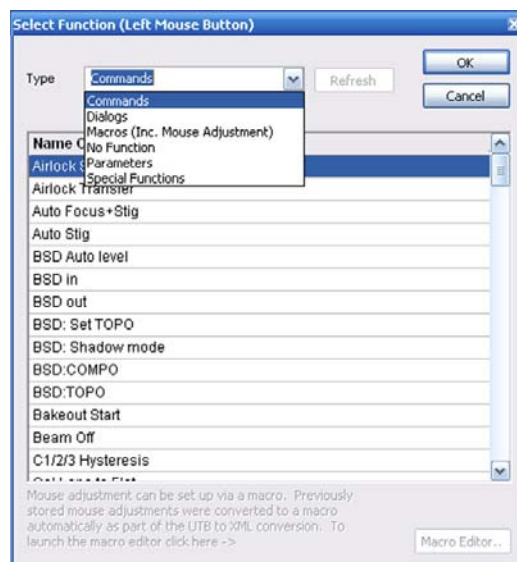 Select Function (Left Mouse Button)
OK
Type
Commands
Refresh
Cancel
Commands
Dialogs
Macros (Inc. Mouse Adjustment)
No Function
Parameters
Special Functions
Name
Airlock
Airlock Transfer
Auto Focus+Stig
Auto Stig
BSD Auto level
BSD in
BSD out
BSD: Set TOPO
BSD: Shadow mode
BSD:COMPO
BSD:TOPO
Bakeout Start
Beam Off
C1/2/3 Hysteresis
Mouse adjustment can be set up via a macro. Previously
stored mouse adjustments were converted to a macro
automatically as part of the UTB to XML conversion. To
launch the macro editor click here ->
Macro Editor..